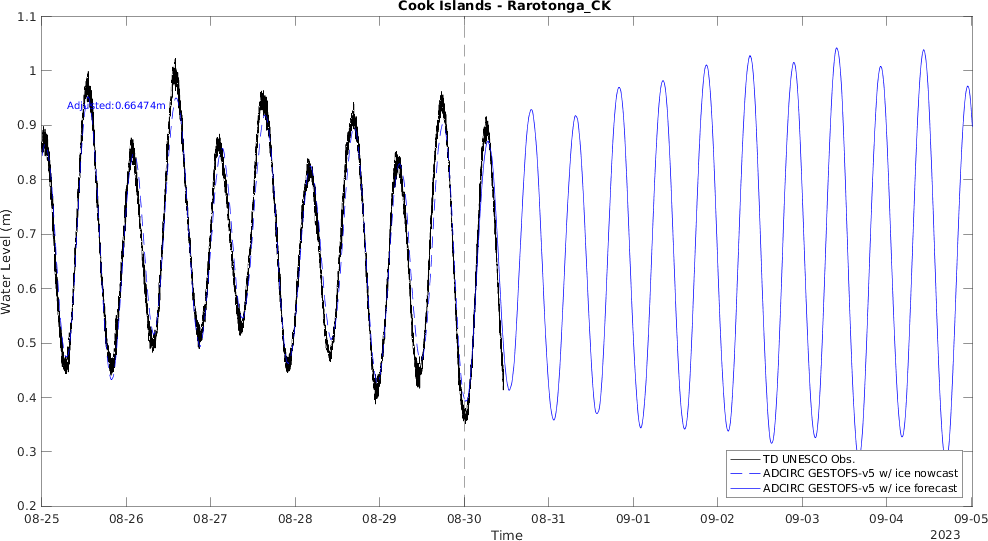 Cook Islands - Rarotonga_CK
1.1
1
0.9
0.8
0.7
0.6
0.5
0.4
0.3
0.2
Water Level (m)
Adjusted:0.66474m
TD UNESCO Obs.
ADCIRC GESTOFS-v5 w/ ice nowcast
ADCIRC GESTOFS-v5 w/ ice forecast
08-25 08-26 08-27 08-28 08-29 08-30 08-31 09-01 09-02 09-03 09-04 09-05
Time
2023